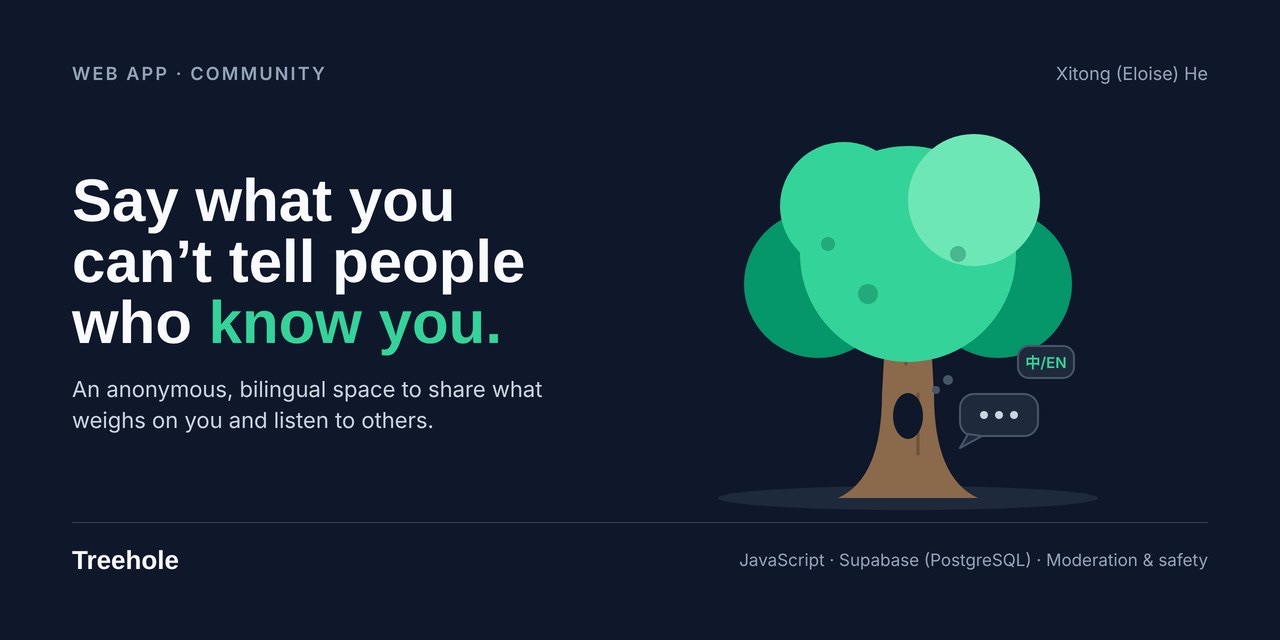 WEB APP · COMMUNITY
Xitong (Eloise) He
Say what you
can’t tell people
who know you.
An anonymous, bilingual space to share what
weighs on you and listen to others.
中/EN
Treehole
JavaScript · Supabase (PostgreSQL) · Moderation & safety